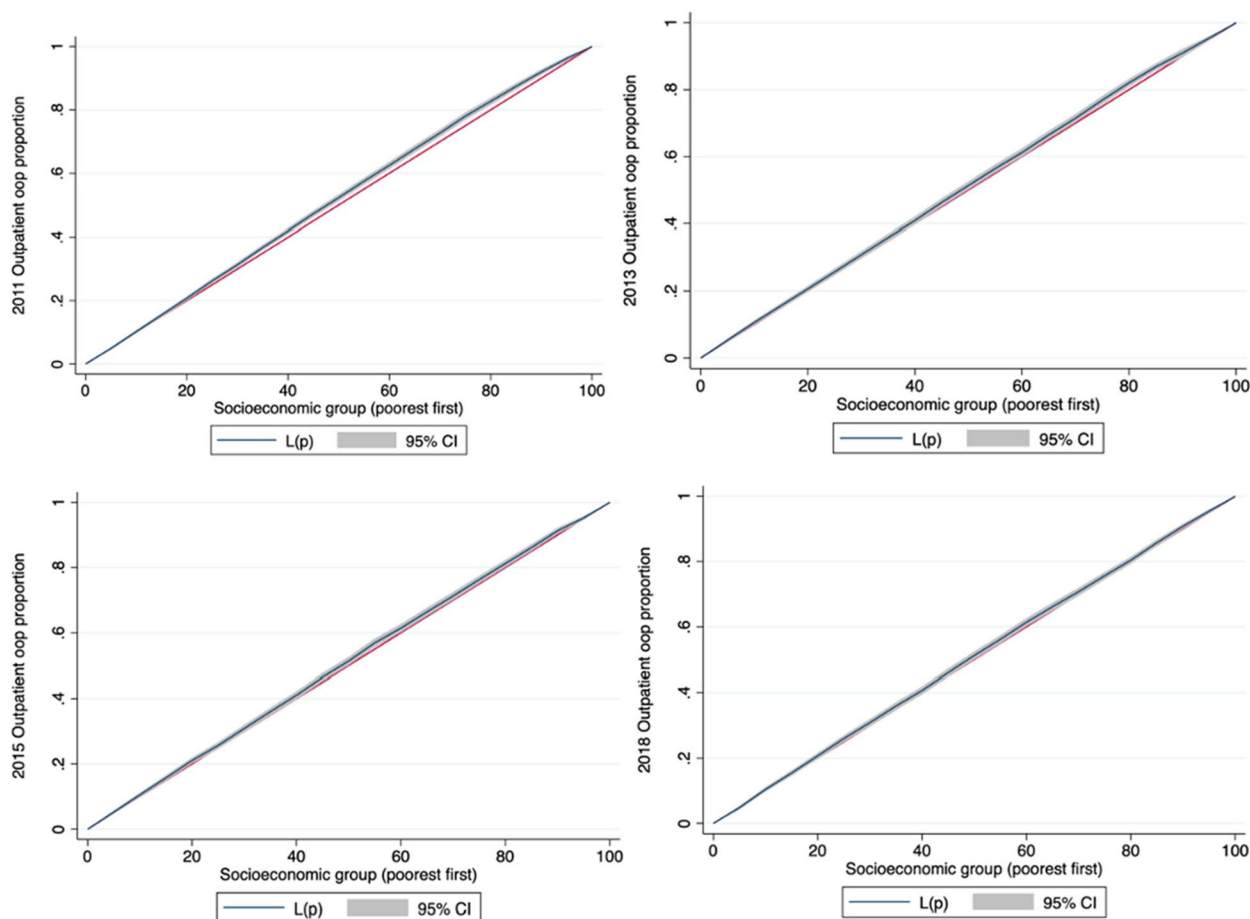 2011 Outpatient oop proportion
1
.8
.6
.4
.2
0
0 20 40 60 80 100
Socioeconomic group (poorest first)
L(p) 95% CI
2013 Outpatient oop proportion
1
.8
.6
.4
.2
0
0 20 40 60 80 100
Socioeconomic group (poorest first)
L(p) 95% CI
2015 Outpatient oop proportion
1
.8
.6
.4
.2
0
0 20 40 60 80 100
Socioeconomic group (poorest first)
L(p) 95% CI
2018 Outpatient oop proportion
1
.8
.6
.4
.2
0
0 20 40 60 80 100
Socioeconomic group (poorest first)
L(p) 95% CI